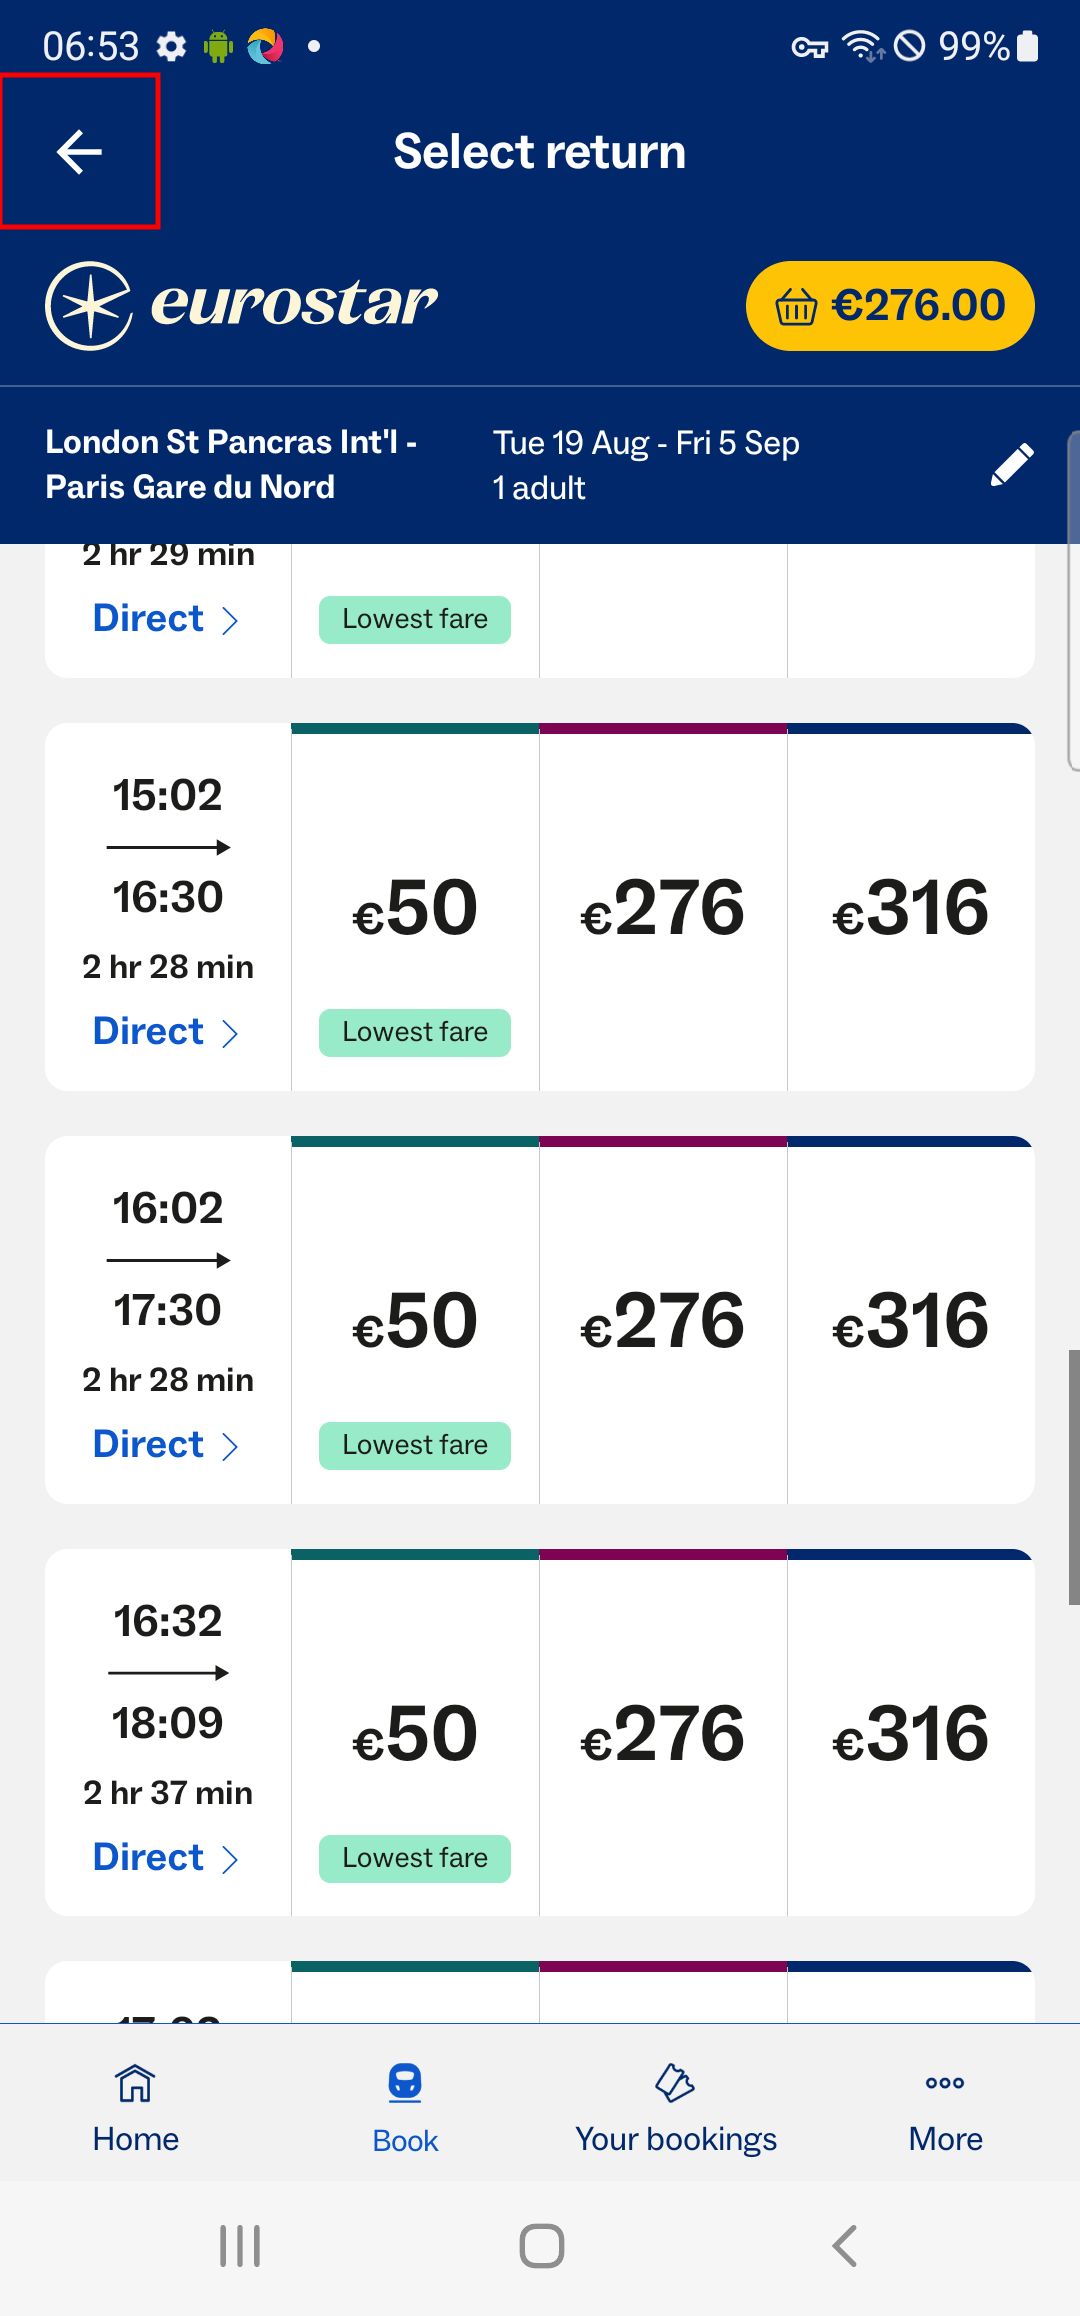 06:53
99%
Select return
eurostar
€276.00
London St Pancras Int'l -
Paris Gare du Nord
Tue 19 Aug - Fri 5 Sep
1 adult
2 hr 29 min
Direct
Lowest fare
15:02
16:30
2 hr 28 min
Direct
€50
Lowest fare
€276
€316
16:02
17:30
2 hr 28 min
Direct
€50
Lowest fare
€276
€316
16:32
18:09
2 hr 37 min
Direct
€50
Lowest fare
€276
€316
Home
Book
Your bookings
More